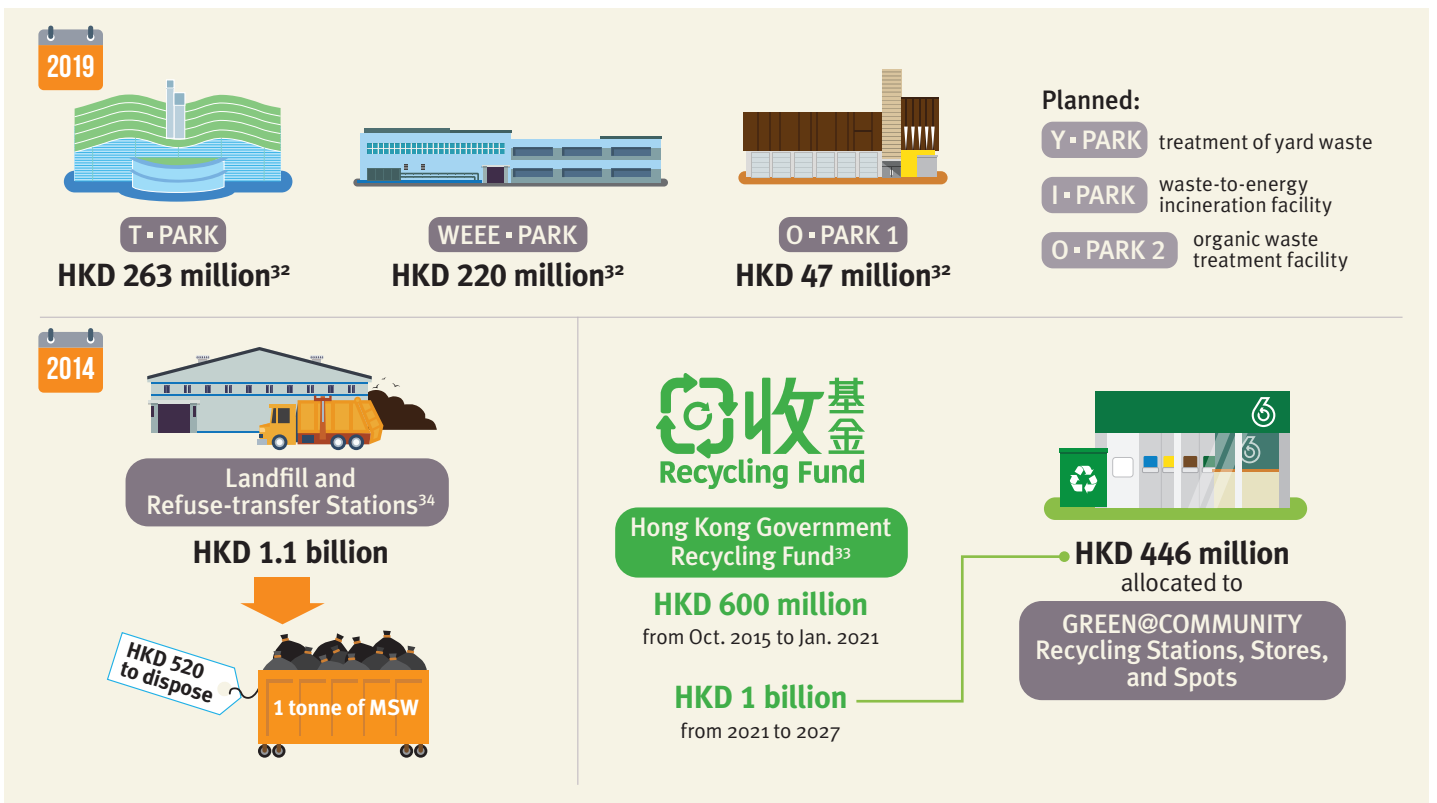 2019
T ▪ PARK
HKD 263 million³²
WEEE ▪ PARK
HKD 220 million³²
O ▪ PARK 1
HKD 47 million³²
Planned:
Y ▪ PARK treatment of yard waste
I ▪ PARK waste-to-energy
incineration facility
O ▪ PARK 2 organic waste
treatment facility
2014
Landfill and
Refuse-transfer Stations³⁴
HKD 1.1 billion
HKD 520
to dispose
1 tonne of MSW
收基金
Recycling Fund
Hong Kong Government
Recycling Fund³³
HKD 600 million
from Oct. 2015 to Jan. 2021
HKD 1 billion
from 2021 to 2027
HKD 446 million
allocated to
GREEN@COMMUNITY
Recycling Stations, Stores,
and Spots